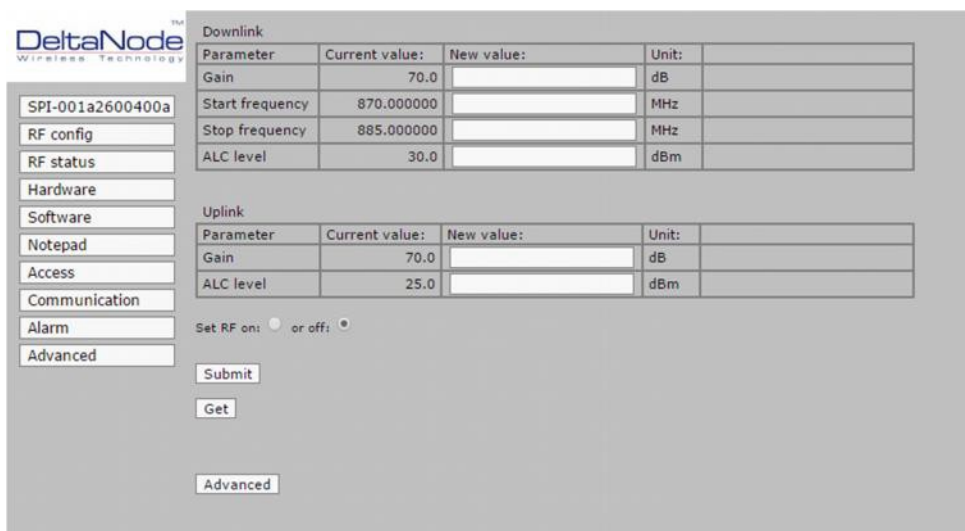 DeltaNode TM
Wireless Technology
SPI-001a2600400a
RF config
RF status
Hardware
Software
Notepad
Access
Communication
Alarm
Advanced
Downlink
Parameter Current value: New value: Unit:
Gain 70.0 dB
Start frequency 870.000000 MHz
Stop frequency 885.000000 MHz
ALC level 30.0 dBm
Uplink
Parameter Current value: New value: Unit:
Gain 70.0 dB
ALC level 25.0 dBm
Set RF on: or off:
Submit
Get
Advanced